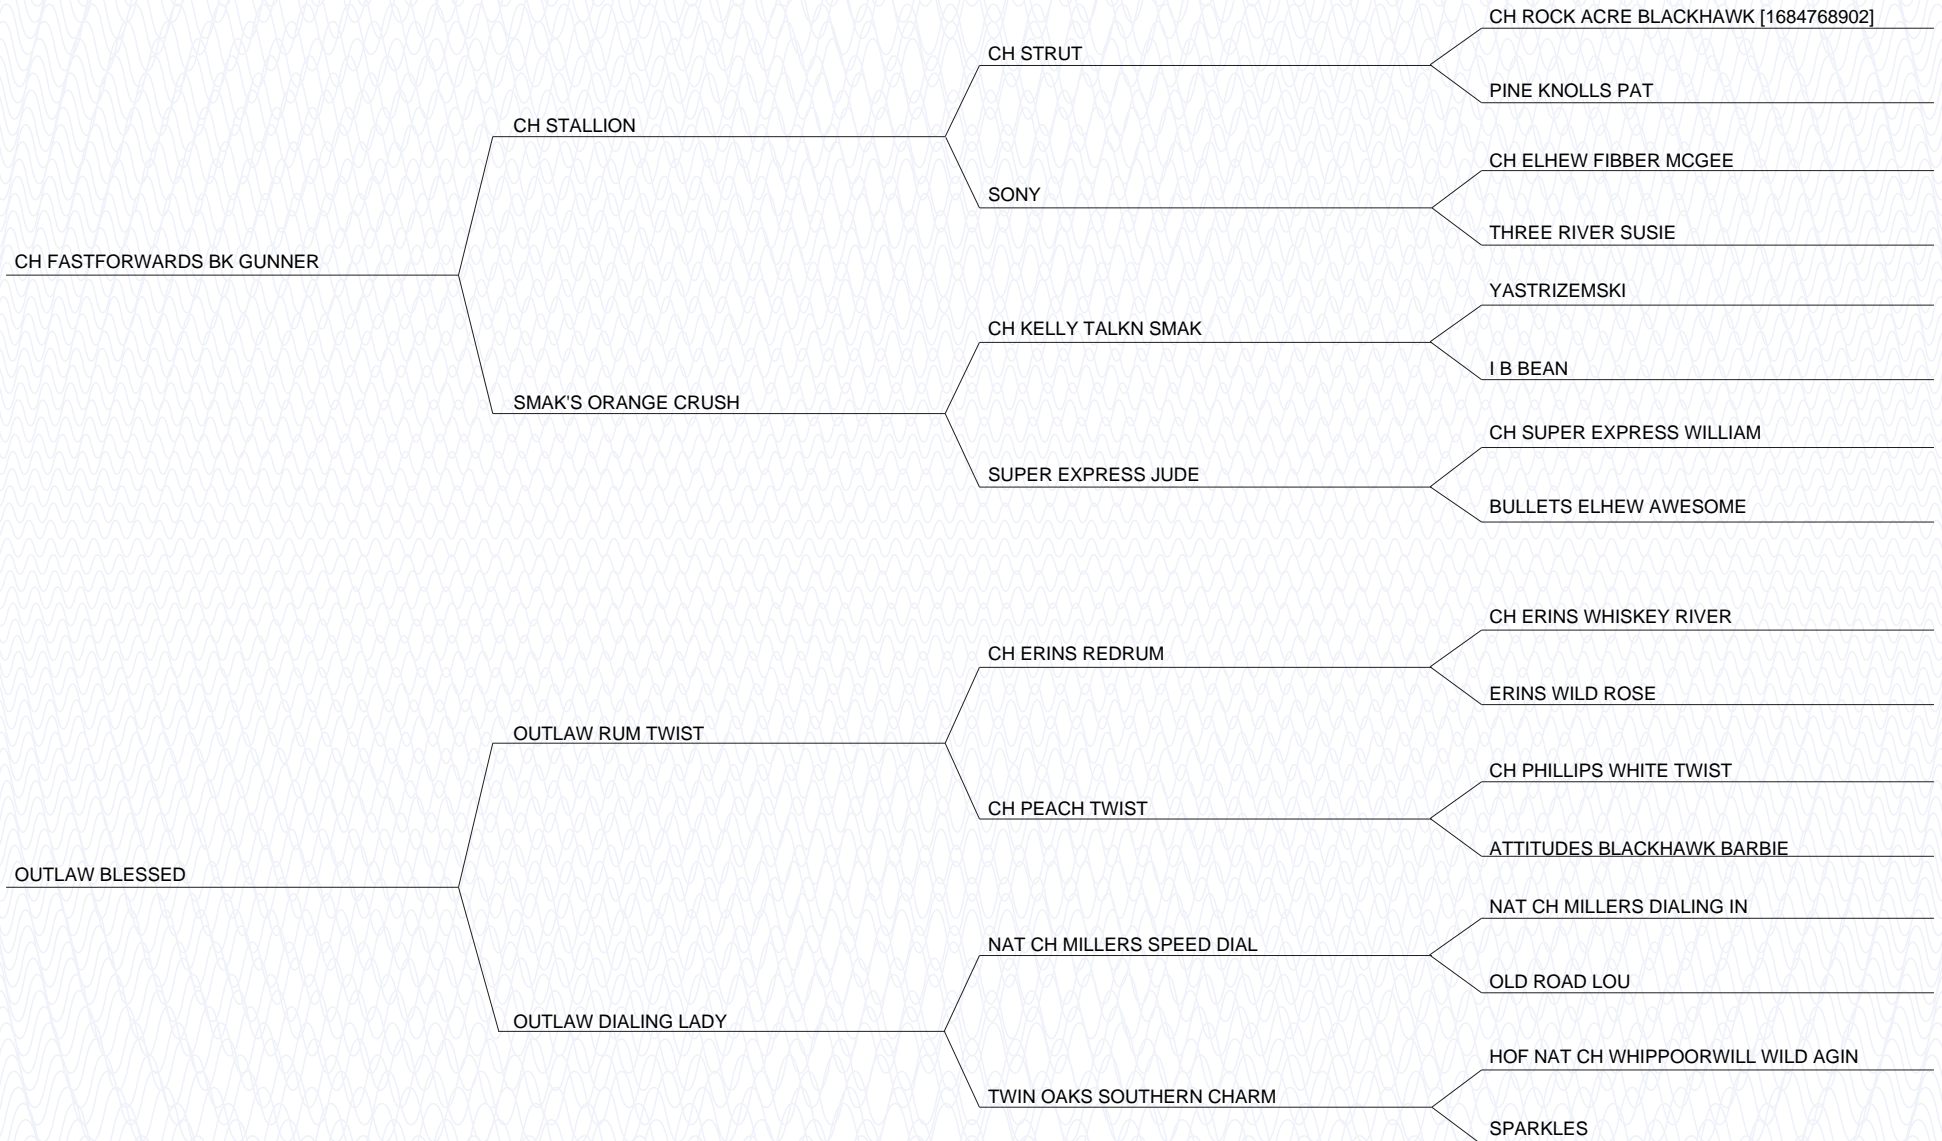 CH ROCK ACRE BLACKHAWK [1684768902]
CH STRUT
PINE KNOLLS PAT
CH STALLION
CH ELHEW FIBBER MCGEE
SONY
THREE RIVER SUSIE
CH FASTFORWARDS BK GUNNER
YASTRIZEMSKI
CH KELLY TALKN SMAK
I B BEAN
SMAK'S ORANGE CRUSH
CH SUPER EXPRESS WILLIAM
SUPER EXPRESS JUDE
BULLETS ELHEW AWESOME
CH ERINS WHISKEY RIVER
CH ERINS REDRUM
ERINS WILD ROSE
OUTLAW RUM TWIST
CH PHILLIPS WHITE TWIST
CH PEACH TWIST
ATTITUDES BLACKHAWK BARBIE
OUTLAW BLESSED
NAT CH MILLERS DIALING IN
NAT CH MILLERS SPEED DIAL
OLD ROAD LOU
OUTLAW DIALING LADY
HOF NAT CH WHIPPOORWILL WILD AGIN
TWIN OAKS SOUTHERN CHARM
SPARKLES